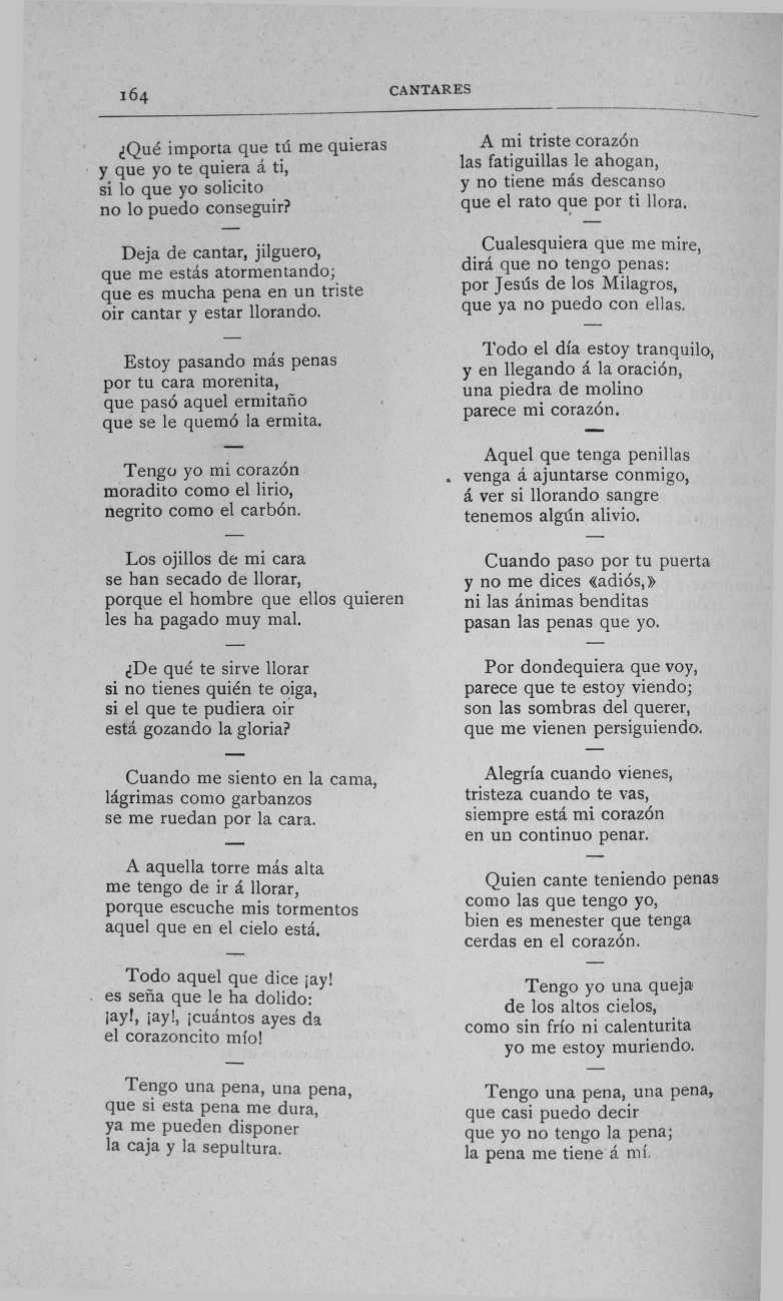 164
CANTARES
¿Qué importa que tú me quieras
y que yo te quiera á ti,
si lo que yo solicito
no lo puedo conseguir?
Deja de cantar, jilguero,
que me estás atormentando;
que es mucha pena en un triste
oir cantar y estar llorando.
Estoy pasando más penas
por tu cara morenita,
que pasó aquel ermitaño
que se le quemó la ermita.
Tengo yo mi corazón
moradito como el lirio,
negrito como el carbón.
Los ojillos de mi cara
se han secado de llorar,
porque el hombre que ellos quieren
les ha pagado muy mal.
¿De qué te sirve llorar
si no tienes quién te oiga,
si el que te pudiera oir
está gozando la gloria?
Cuando me siento en la cama,
lágrimas como garbanzos
se me ruedan por la cara.
A aquella torre más alta
me tengo de ir á llorar,
porque escuche mis tormentos
aquel que en el cielo está.
Todo aquel que dice ¡ay!
es seña que le ha dolido:
¡ay!, ¡ay!, ¡cuántos ayes da
el corazoncito mío!
Tengo una pena, una pena,
que si esta pena me dura,
ya me pueden disponer
la caja y la sepultura.
A mi triste corazón
las fatiguillas le ahogan,
y no tiene más descanso
que el rato que por ti llora.
Cualesquiera que me mire,
dirá que no tengo penas:
por Jesús de los Milagros,
que ya no puedo con ellas.
Todo el día estoy tranquilo,
y en llegando á la oración,
una piedra de molino
parece mi corazón.
Aquel que tenga penillas
venga á ajuntarse conmigo,
á ver si llorando sangre
tenemos algún alivio.
Cuando paso por tu puerta
y no me dices «adiós,»
ni las ánimas benditas
pasan las penas que yo.
Por dondequiera que voy,
parece que te estoy viendo;
son las sombras del querer,
que me vienen persiguiendo.
Alegría cuando vienes,
tristeza cuando te vas,
siempre está mi corazón
en un continuo penar.
Quien cante teniendo penas
como las que tengo yo,
bien es menester que tenga
cerdas en el corazón.
Tengo yo una queja
de los altos cielos,
como sin frío ni calenturita
yo me estoy muriendo.
Tengo una pena, una pena,
que casi puedo decir
que yo no tengo la pena;
la pena me tiene á mí.